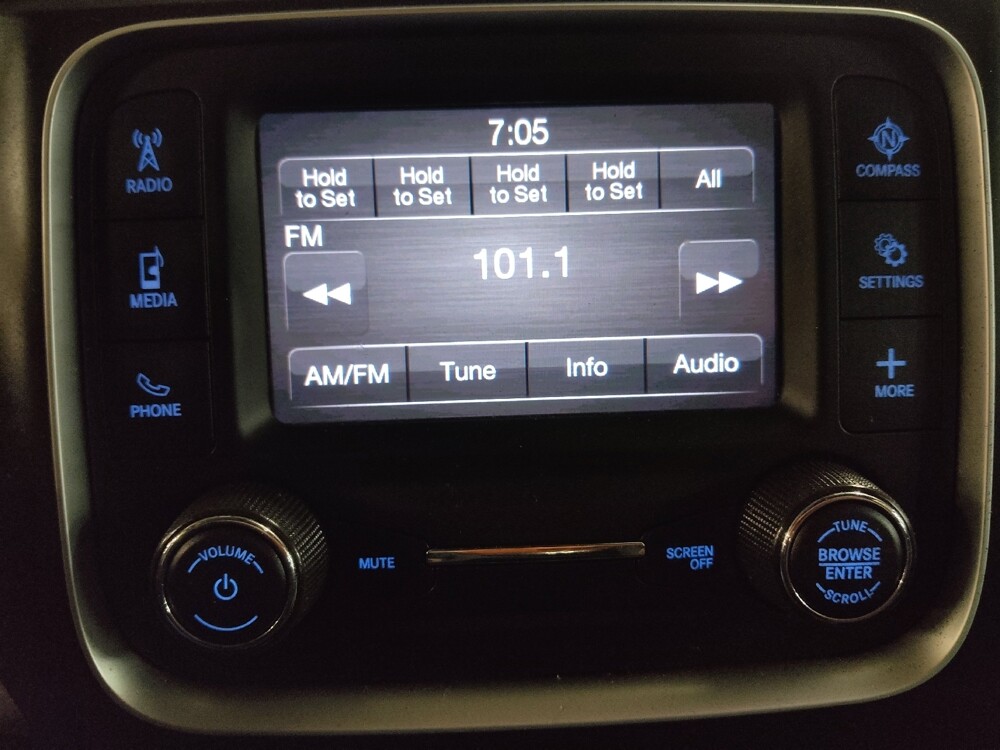 7:05
Hold
to Set
Hold
to Set
Hold
to Set
Hold
to Set
All
FM
101.1
AM/FM
Tune
Info
Audio
RADIO
MEDIA
PHONE
N
COMPASS
SETTINGS
MORE
VOLUME
MUTE
SCREEN
OFF
TUNE
BROWSE
ENTER
SCROLL